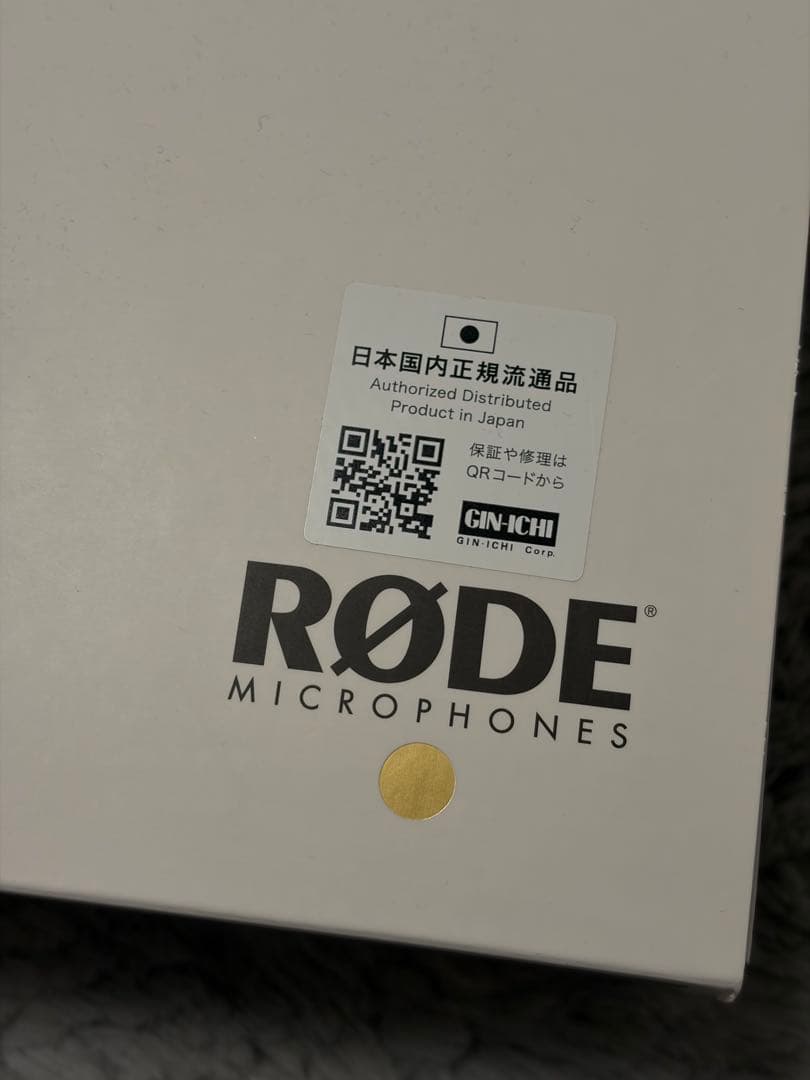 日本国内正規流通品
Authorized Distributed
Product in Japan
保証や修理は
QRコードから
GIN-ICHI
GIN-ICHI Corp.
RØDE®
MICROPHONES